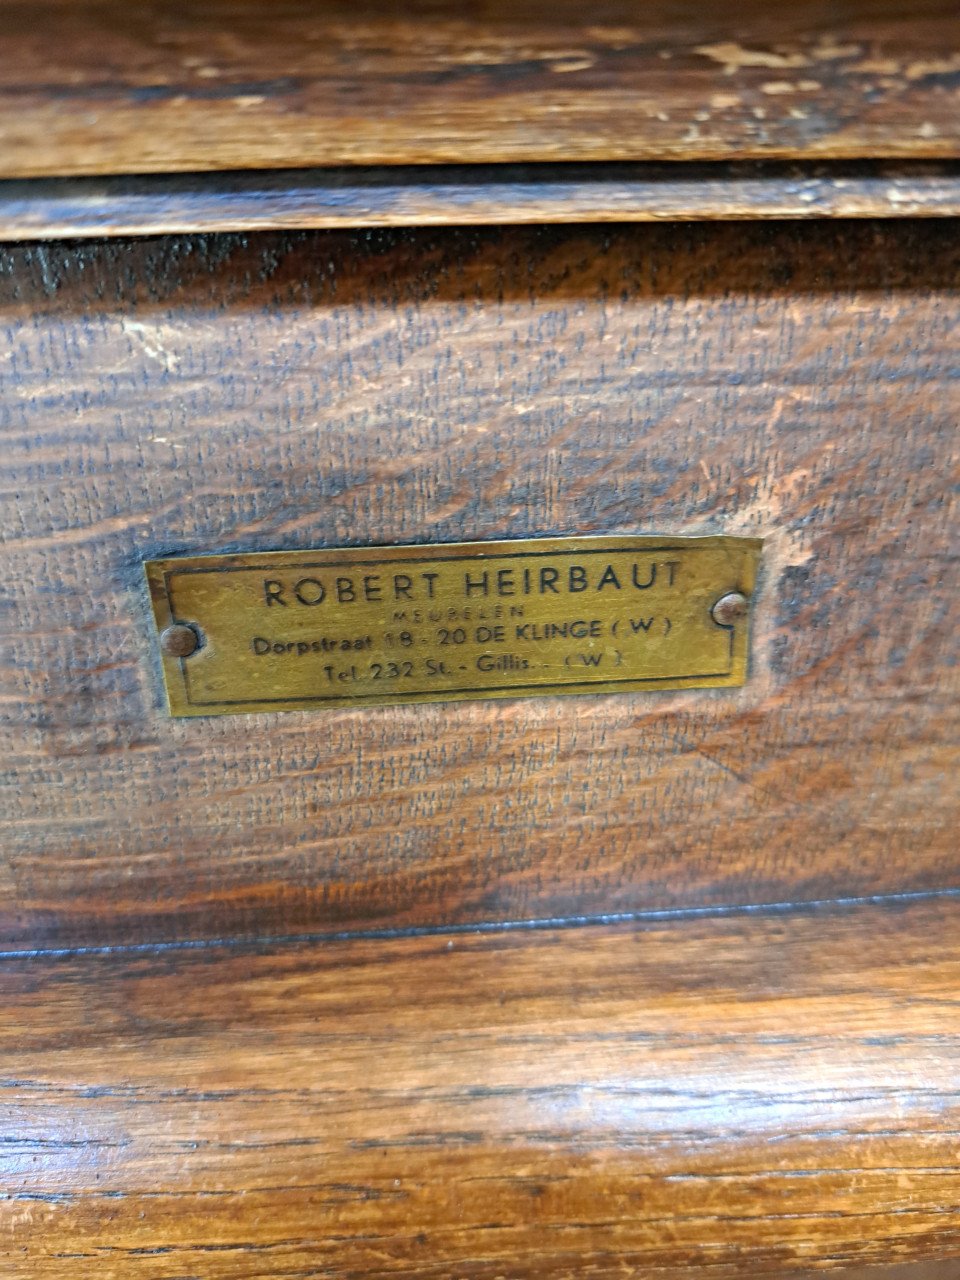 ROBERT HEIRBAUT
MEUBELEN
Dorpstraat 18 - 20 DE KLINGE ( W )
Tel. 232 St. - Gillis. . ( W )